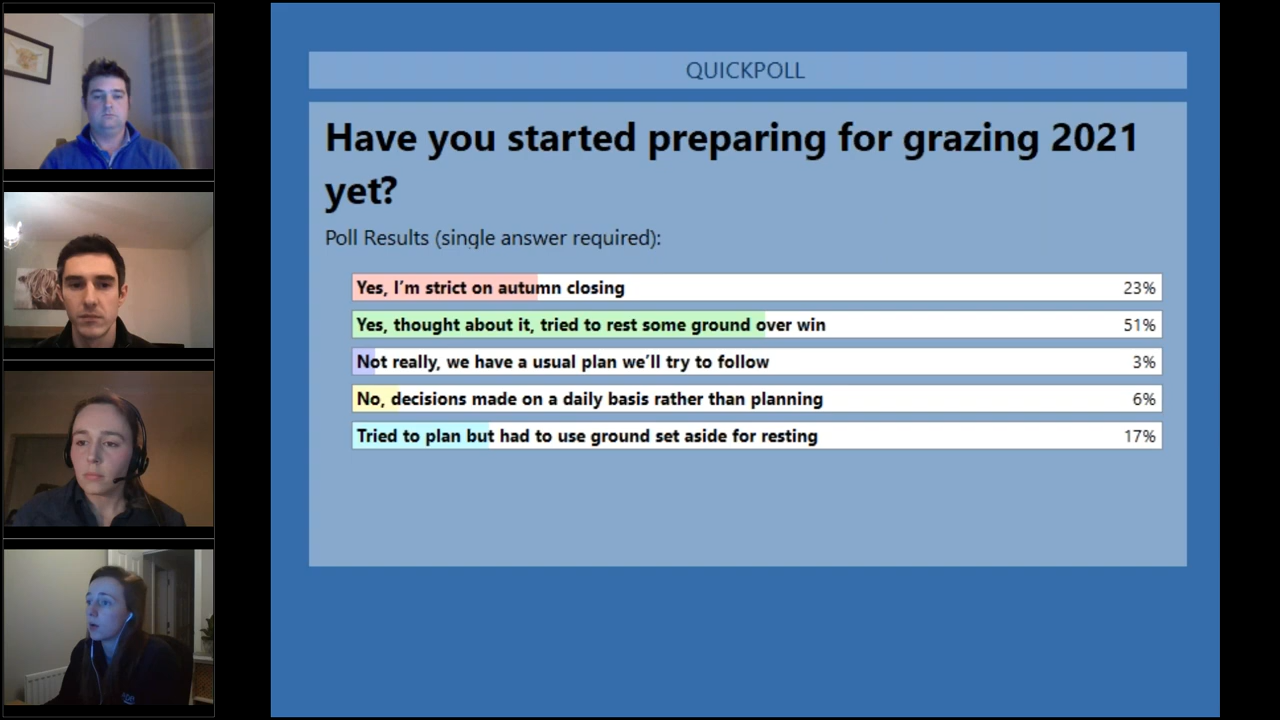 QUICKPOLL
Have you started preparing for grazing 2021
yet?
Poll Results (single answer required):
Yes, I’m strict on autumn closing 23%
Yes, thought about it, tried to rest some ground over win 51%
Not really, we have a usual plan we’ll try to follow 3%
No, decisions made on a daily basis rather than planning 6%
Tried to plan but had to use ground set aside for resting 17%